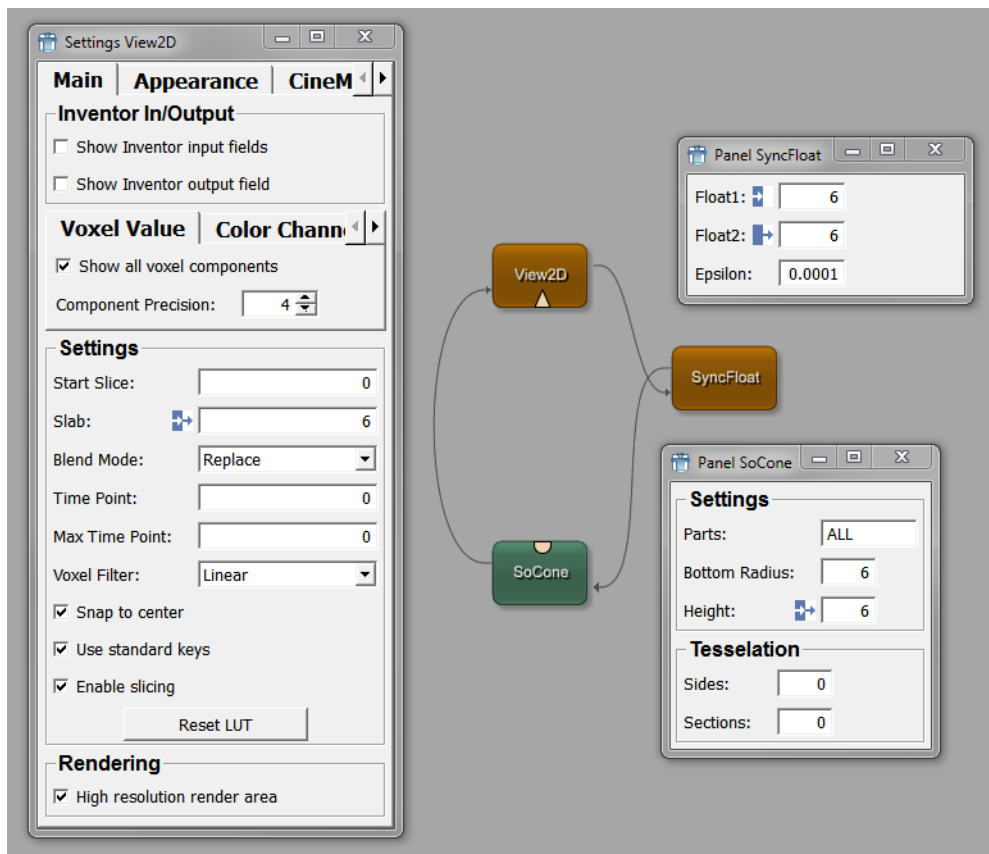 Settings View2D
Main Appearance CineM
Inventor In/Output
Show Inventor input fields
Show Inventor output field
Voxel Value Color Chann
Show all voxel components
Component Precision: 4
Settings
Start Slice: 0
Slab: 6
Blend Mode: Replace
Time Point: 0
Max Time Point: 0
Voxel Filter: Linear
Snap to center
Use standard keys
Enable slicing
Reset LUT
Rendering
High resolution render area
View2D
SoCone
SyncFloat
Panel SyncFloat
Float1: 6
Float2: 6
Epsilon: 0.0001
Panel SoCone
Settings
Parts: ALL
Bottom Radius: 6
Height: 6
Tesselation
Sides: 0
Sections: 0